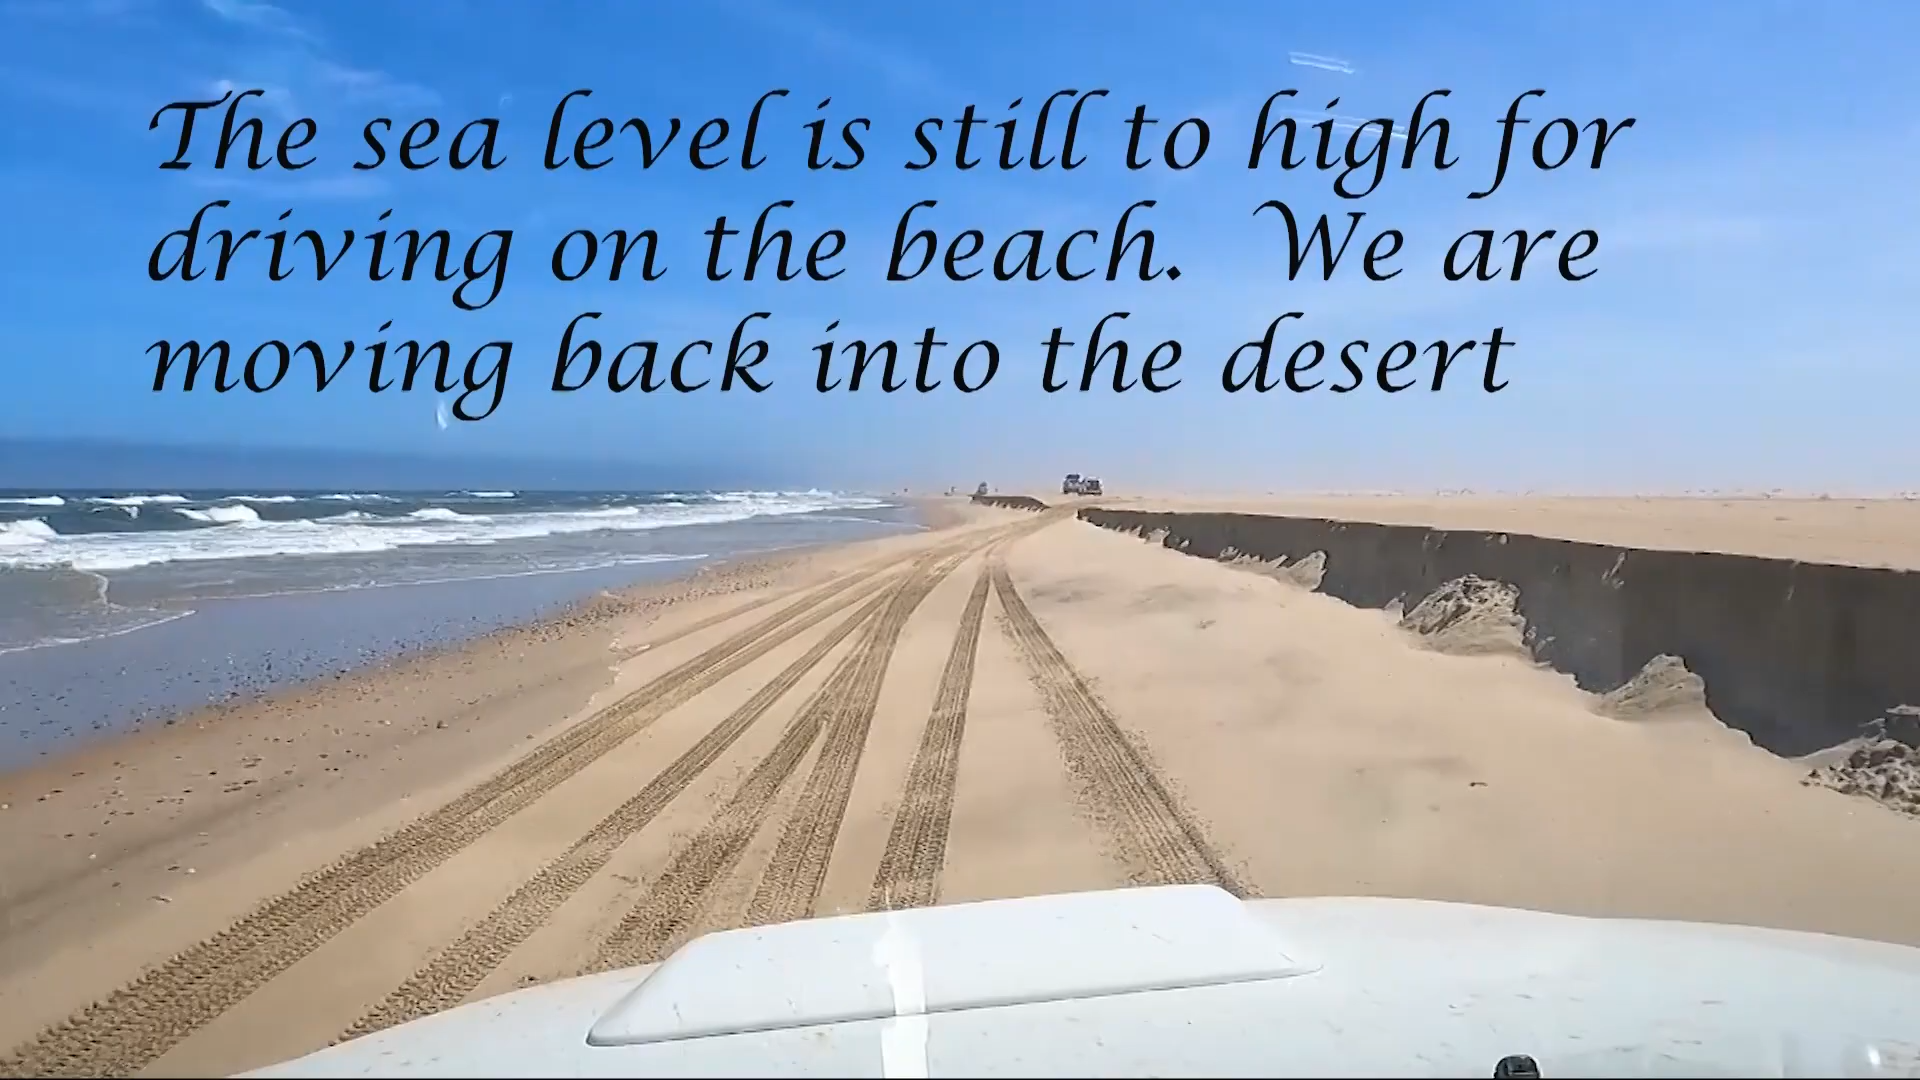 The sea level is still to high for
driving on the beach.  We are
moving back into the desert